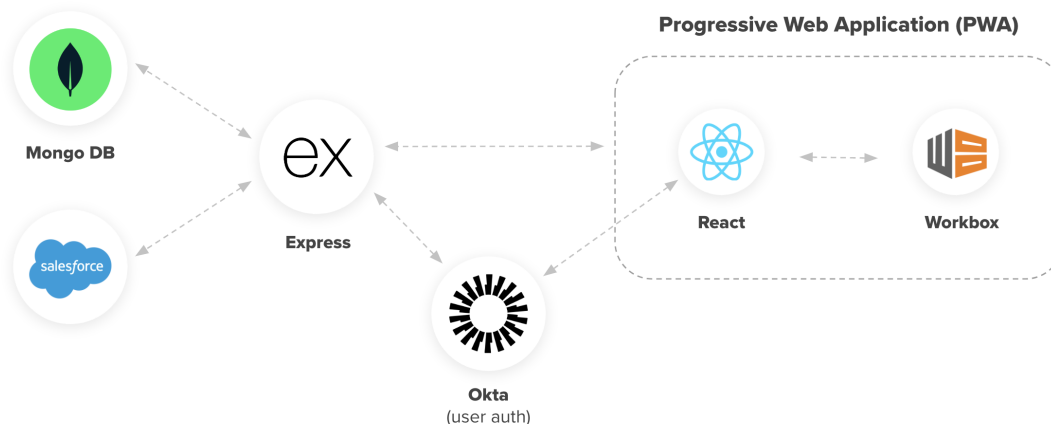 Progressive Web Application (PWA)
Mongo DB
ex
Express
React
Workbox
salesforce
Okta
(user auth)